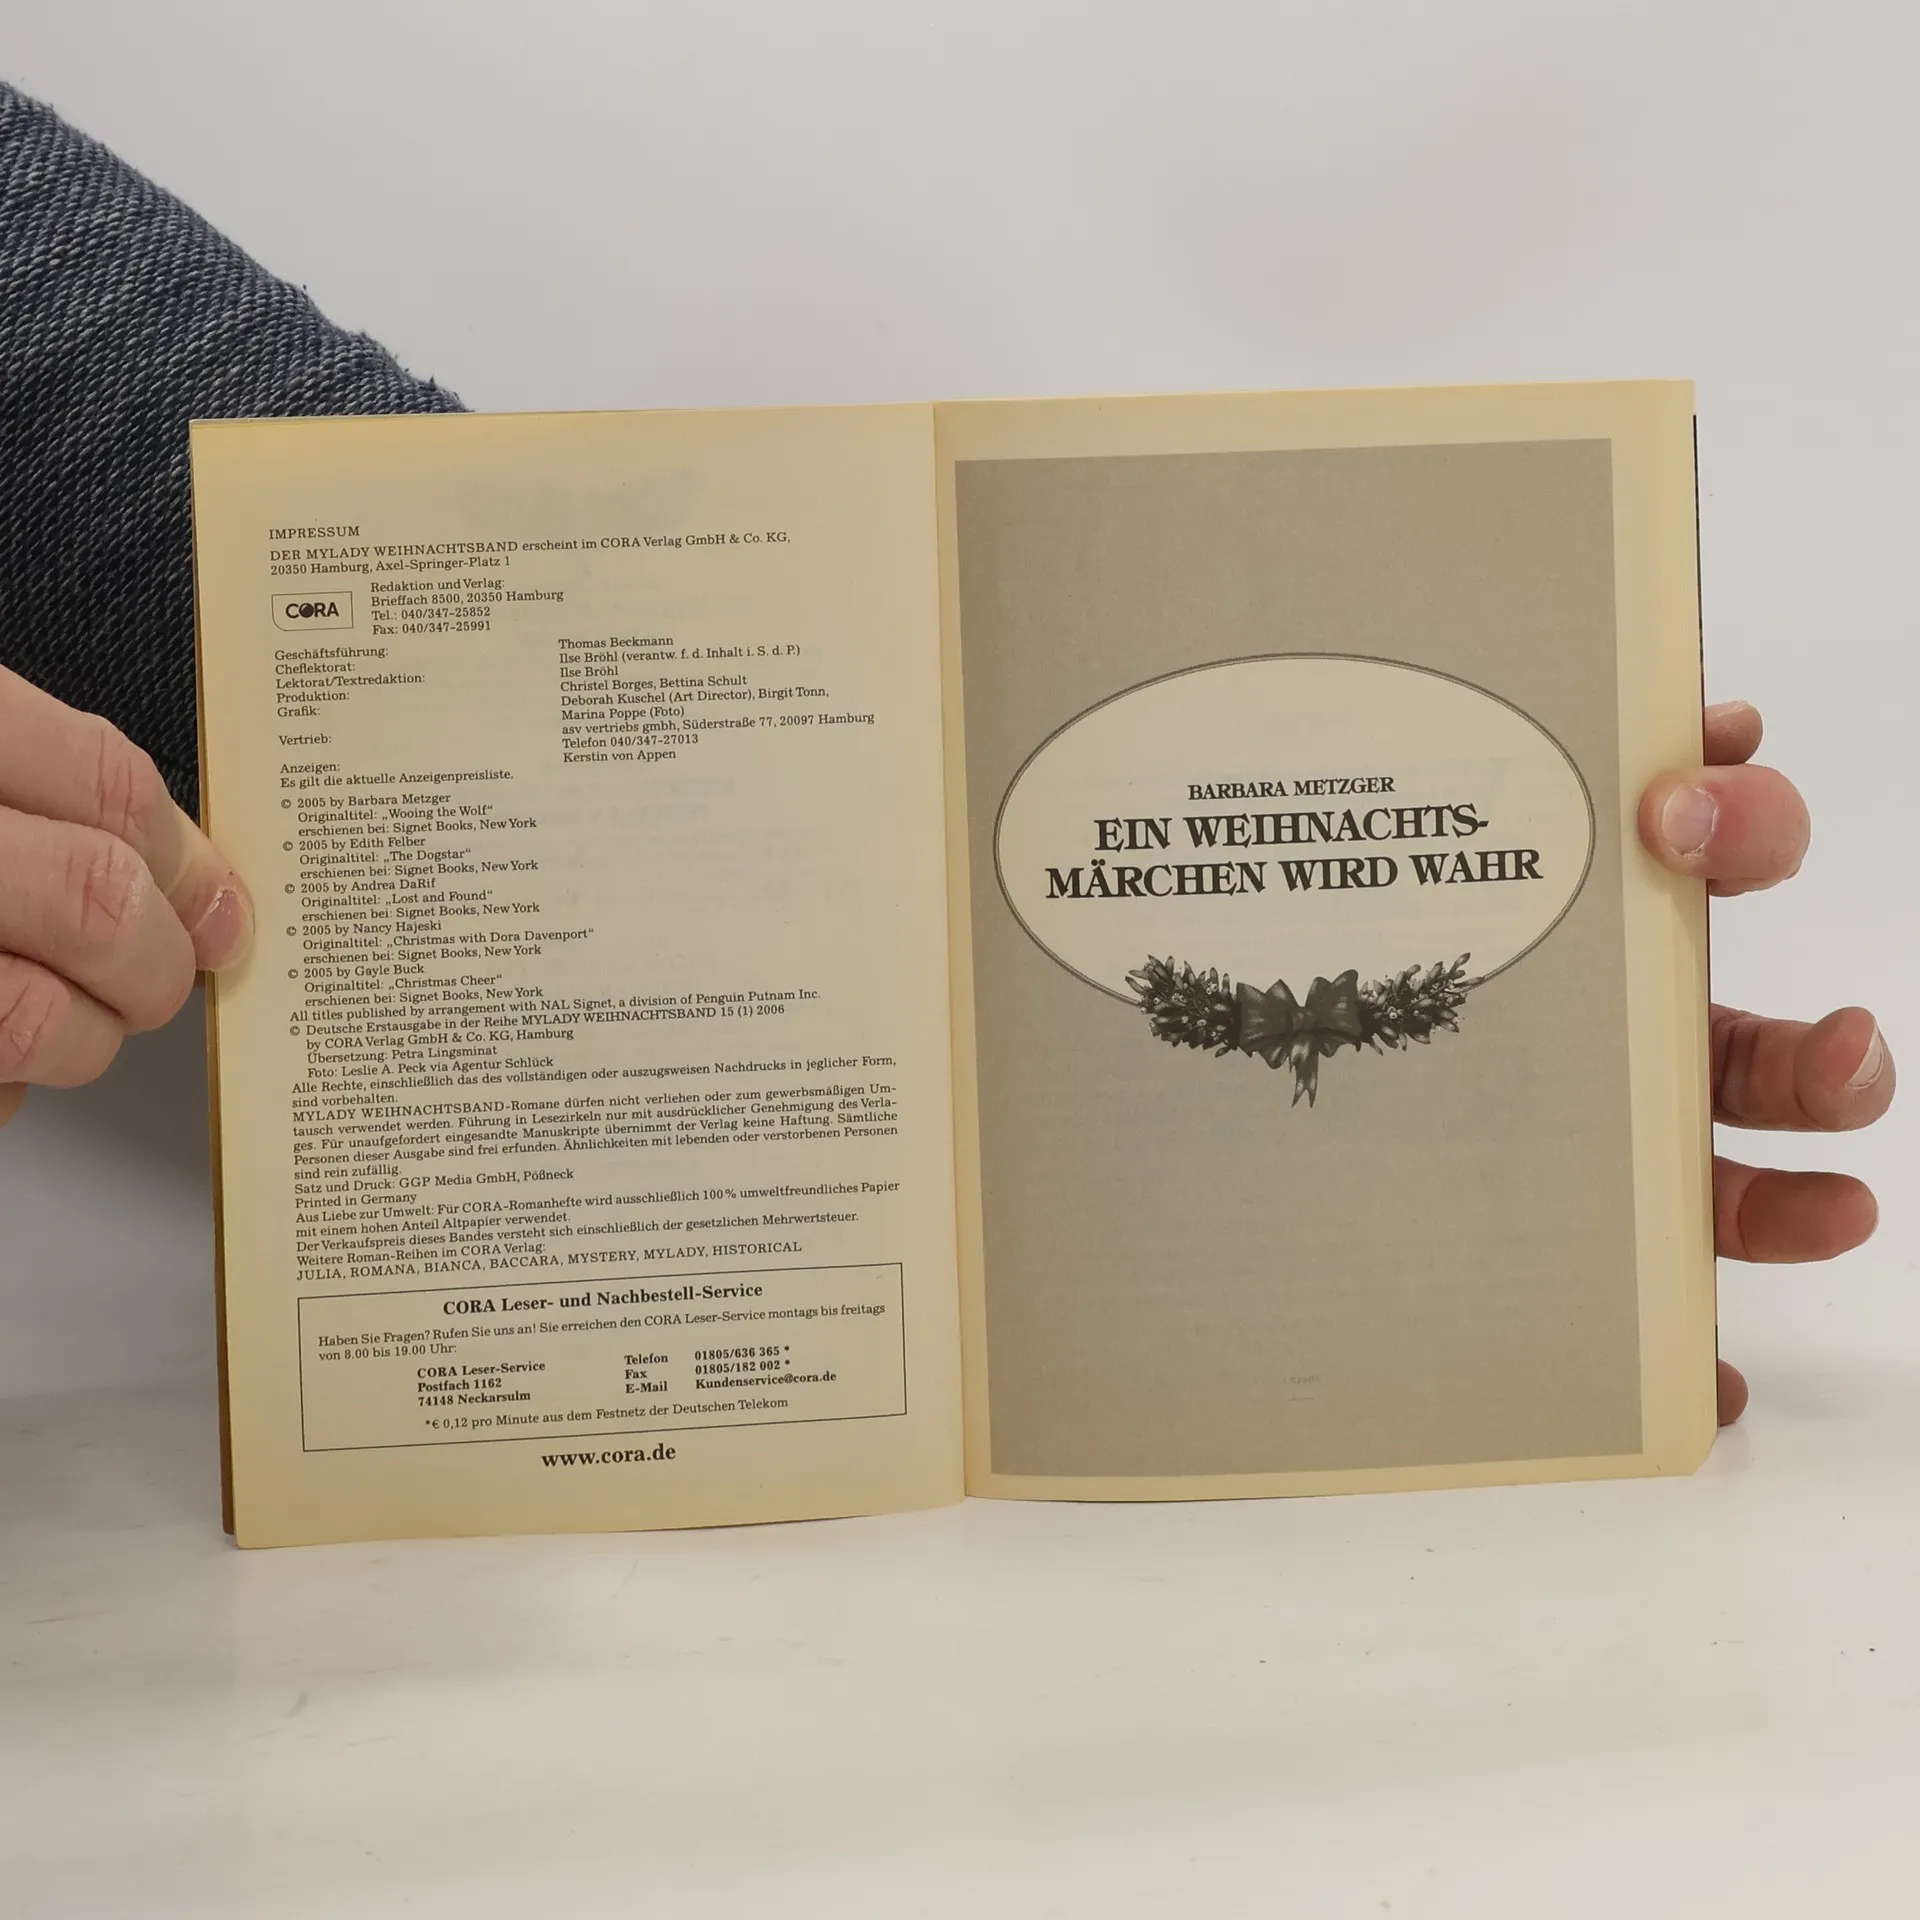 IMPRESSUM
DER MYLADY WEIHNACHTSBAND erscheint im CORA Verlag GmbH & Co. KG,
20350 Hamburg, Axel-Springer-Platz 1
CORA
Redaktion und Verlag:
Brieffach 8500, 20350 Hamburg
Tel.: 040/347-25852
Fax: 040/347-25991
Geschäftsführung:
Cheflektorat:
Lektorat/Textredaktion:
Produktion:
Grafik:
Vertrieb:
Anzeigen:
Thomas Beckmann
Ilse Bröhl (verantw. f. d. Inhalt i. S. d. P.)
Ilse Bröhl
Christel Borges, Bettina Schult
Deborah Kuschel (Art Director), Birgit Tonn,
Marina Poppe (Foto)
asv vertriebs gmbh, Süderstraße 77, 20097 Hamburg
Telefon 040/347-27013
Kerstin von Appen
Es gilt die aktuelle Anzeigenpreisliste.
© 2005 by Barbara Metzger
Originaltitel: „Wooing the Wolf“
erschienen bei: Signet Books, New York
© 2005 by Edith Felber
Originaltitel: „The Dogstar“
erschienen bei: Signet Books, New York
© 2005 by Andrea DaRif
Originaltitel: „Lost and Found“
erschienen bei: Signet Books, New York
© 2005 by Nancy Hajeski
Originaltitel: „Christmas with Dora Davenport“
erschienen bei: Signet Books, New York
© 2005 by Gayle Buck
Originaltitel: „Christmas Cheer“
erschienen bei: Signet Books, New York
All titles published by arrangement with NAL Signet, a division of Penguin Putnam Inc.
© Deutsche Erstausgabe in der Reihe MYLADY WEIHNACHTSBAND 15 (1) 2006
by CORA Verlag GmbH & Co. KG, Hamburg
Übersetzung: Petra Lingsminat
Foto: Leslie A. Peck via Agentur Schlück
Alle Rechte, einschließlich das des vollständigen oder auszugsweisen Nachdrucks in jeglicher Form,
sind vorbehalten.
MYLADY WEIHNACHTSBAND-Romane dürfen nicht verliehen oder zum gewerbsmäßigen Um-
tausch verwendet werden. Führung in Lesezirkeln nur mit ausdrücklicher Genehmigung des Verla-
ges. Für unaufgefordert eingesandte Manuskripte übernimmt der Verlag keine Haftung. Sämtliche
Personen dieser Ausgabe sind frei erfunden. Ähnlichkeiten mit lebenden oder verstorbenen Personen
sind rein zufällig.
Satz und Druck: GGP Media GmbH, Pößneck
Printed in Germany
Aus Liebe zur Umwelt: Für CORA-Romanhefte wird ausschließlich 100% umweltfreundliches Papier
mit einem hohen Anteil Altpapier verwendet.
Der Verkaufspreis dieses Bandes versteht sich einschließlich der gesetzlichen Mehrwertsteuer.
Weitere Roman-Reihen im CORA Verlag:
JULIA, ROMANA, BIANCA, BACCARA, MYSTERY, MYLADY, HISTORICAL
CORA Leser- und Nachbestell-Service
Haben Sie Fragen? Rufen Sie uns an! Sie erreichen den CORA Leser-Service montags bis freitags
von 8.00 bis 19.00 Uhr:
CORA Leser-Service
Postfach 1162
74148 Neckarsulm
Telefon 01805/636 365 *
Fax 01805/182 002 *
E-Mail Kundenservice@cora.de
*€ 0,12 pro Minute aus dem Festnetz der Deutschen Telekom
www.cora.de
BARBARA METZGER
EIN WEIHNACHTS-
MÄRCHEN WIRD WAHR